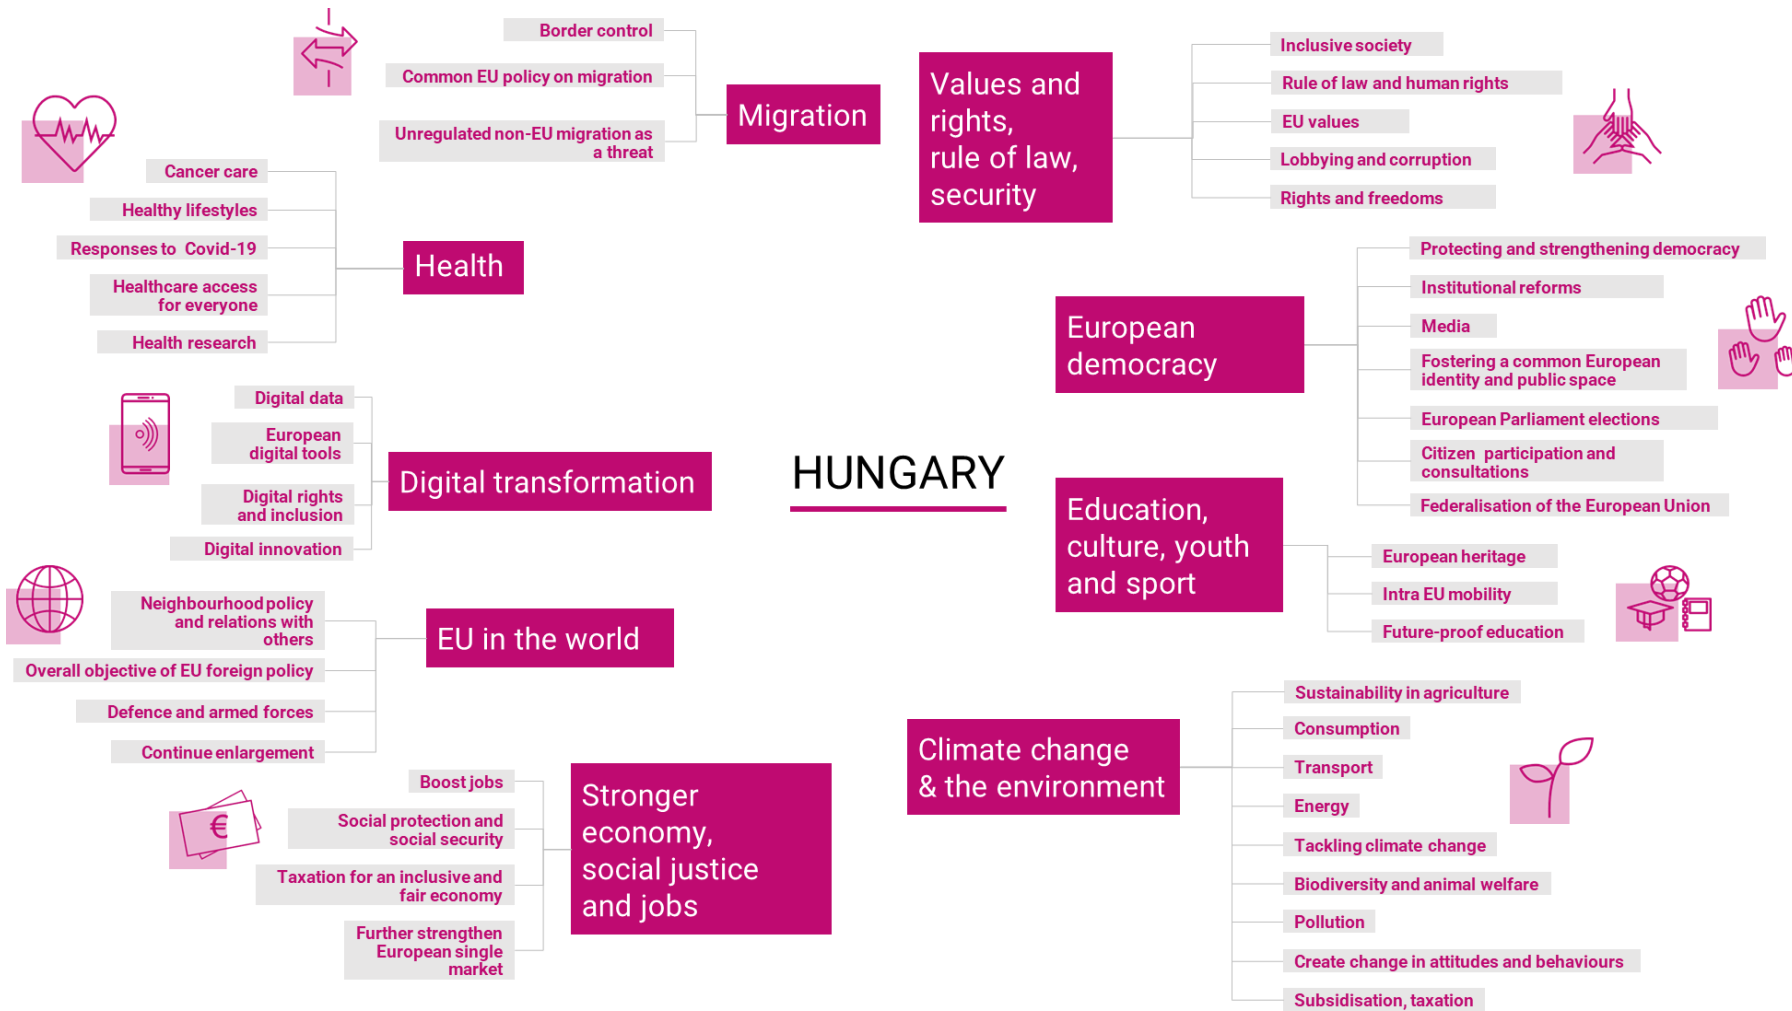 HUNGARY
Migration
Border control
Common EU policy on migration
Unregulated non-EU migration as
a threat
Health
Cancer care
Healthy lifestyles
Responses to Covid-19
Healthcare access
for everyone
Health research
Digital transformation
Digital data
European
digital tools
Digital rights
and inclusion
Digital innovation
EU in the world
Neighbourhood policy
and relations with
others
Overall objective of EU foreign policy
Defence and armed forces
Continue enlargement
Stronger
economy,
social justice
and jobs
Boost jobs
Social protection and
social security
Taxation for an inclusive and
fair economy
Further strengthen
European single
market
€
Values and
rights,
rule of law,
security
Inclusive society
Rule of law and human rights
EU values
Lobbying and corruption
Rights and freedoms
European
democracy
Protecting and strengthening democracy
Institutional reforms
Media
Fostering a common European
identity and public space
European Parliament elections
Citizen participation and
consultations
Federalisation of the European Union
Education,
culture, youth
and sport
European heritage
Intra EU mobility
Future-proof education
Climate change
& the environment
Sustainability in agriculture
Consumption
Transport
Energy
Tackling climate change
Biodiversity and animal welfare
Pollution
Create change in attitudes and behaviours
Subsidisation, taxation